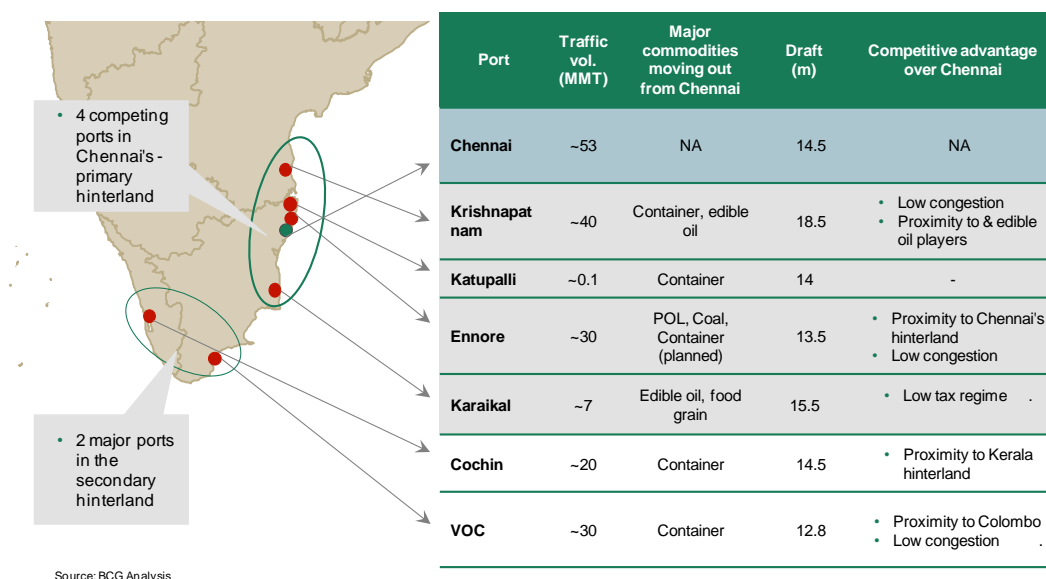 • 4 competing
ports in
Chennai's -
primary
hinterland
• 2 major ports
in the
secondary
hinterland
Source: BCG Analysis
Port
Traffic
vol.
(MMT)
Major
commodities
moving out
from Chennai
Draft
(m)
Competitive advantage
over Chennai
Chennai
~53
NA
14.5
NA
Krishnapat
nam
~40
Container, edible
oil
18.5
• Low congestion
• Proximity to & edible
oil players
Katupalli
~0.1
Container
14
-
Ennore
~30
POL, Coal,
Container
(planned)
13.5
• Proximity to Chennai's
hinterland
• Low congestion
Karaikal
~7
Edible oil, food
grain
15.5
• Low tax regime .
Cochin
~20
Container
14.5
• Proximity to Kerala
hinterland
VOC
~30
Container
12.8
• Proximity to Colombo
• Low congestion .